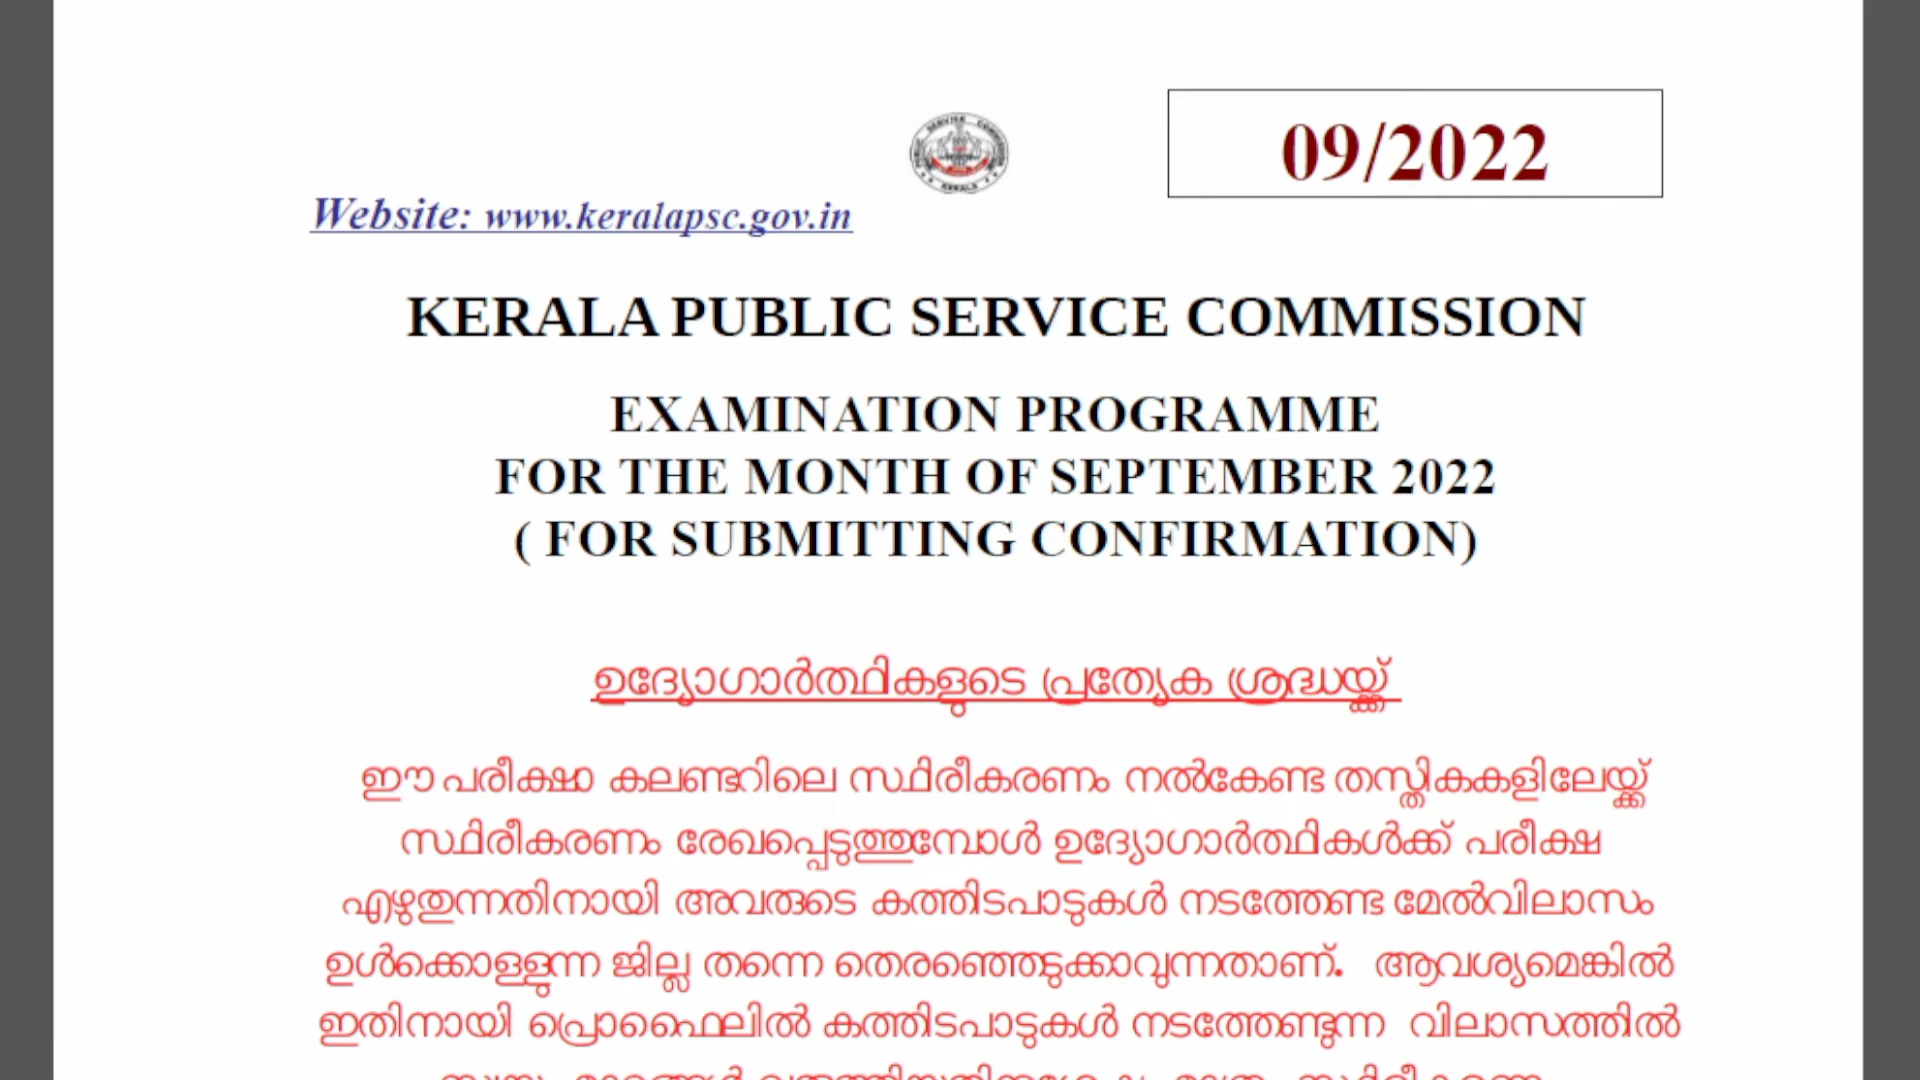 09/2022
Website: www.keralapsc.gov.in
KERALA PUBLIC SERVICE COMMISSION
EXAMINATION PROGRAMME
FOR THE MONTH OF SEPTEMBER 2022
( FOR SUBMITTING CONFIRMATION)
ഉദ്യോഗാർത്ഥികളുടെ പ്രത്യേക ശ്രദ്ധയ്ക്ക്
ഈ പരീക്ഷാ കലണ്ടറിലെ സ്ഥിരീകരണം നൽകേണ്ട തസ്തികകളിലേയ്ക്ക്
സ്ഥിരീകരണം രേഖപ്പെടുത്തുമ്പോൾ ഉദ്യോഗാർത്ഥികൾക്ക് പരീക്ഷ
എഴുതുന്നതിനായി അവരുടെ കത്തിടപാടുകൾ നടത്തേണ്ട മേൽവിലാസം
ഉൾക്കൊള്ളുന്ന ജില്ല തന്നെ തെരഞ്ഞെടുക്കാവുന്നതാണ്. ആവശ്യമെങ്കിൽ
ഇതിനായി പ്രൊഫൈലിൽ കത്തിടപാടുകൾ നടത്തേണ്ടുന്ന വിലാസത്തിൽ